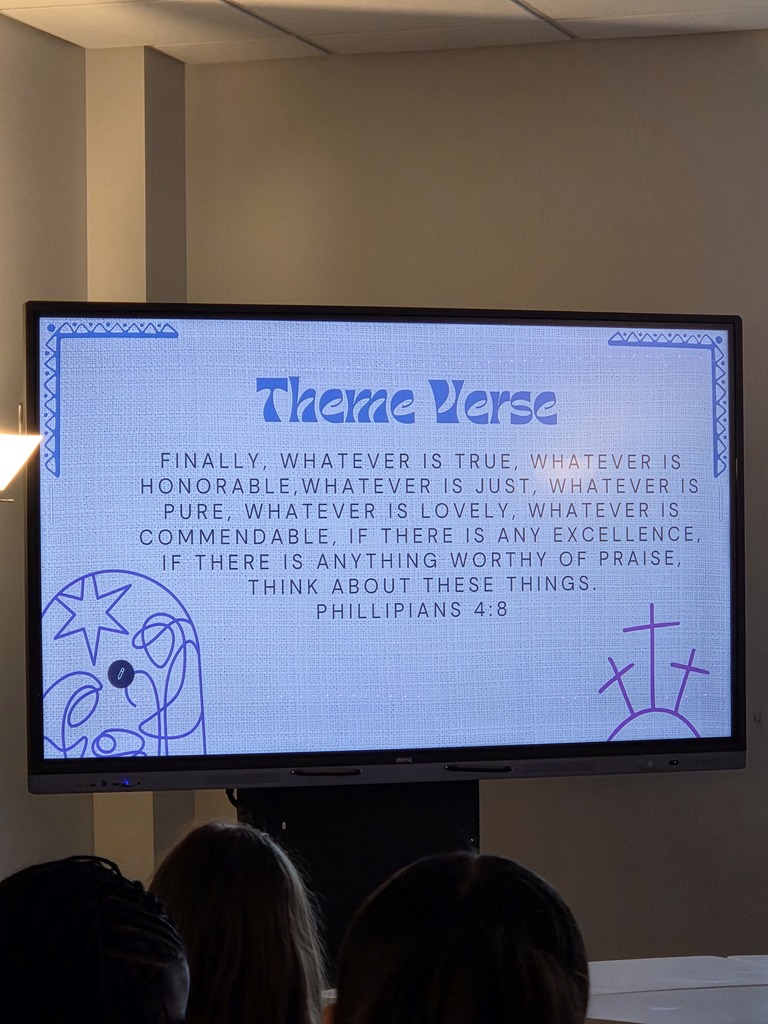 Theme Verse
FINALLY, WHATEVER IS TRUE, WHATEVER IS
HONORABLE,WHATEVER IS JUST, WHATEVER IS
PURE, WHATEVER IS LOVELY, WHATEVER IS
COMMENDABLE, IF THERE IS ANY EXCELLENCE,
IF THERE IS ANYTHING WORTHY OF PRAISE,
THINK ABOUT THESE THINGS.
PHILLIPIANS 4:8
BenQ